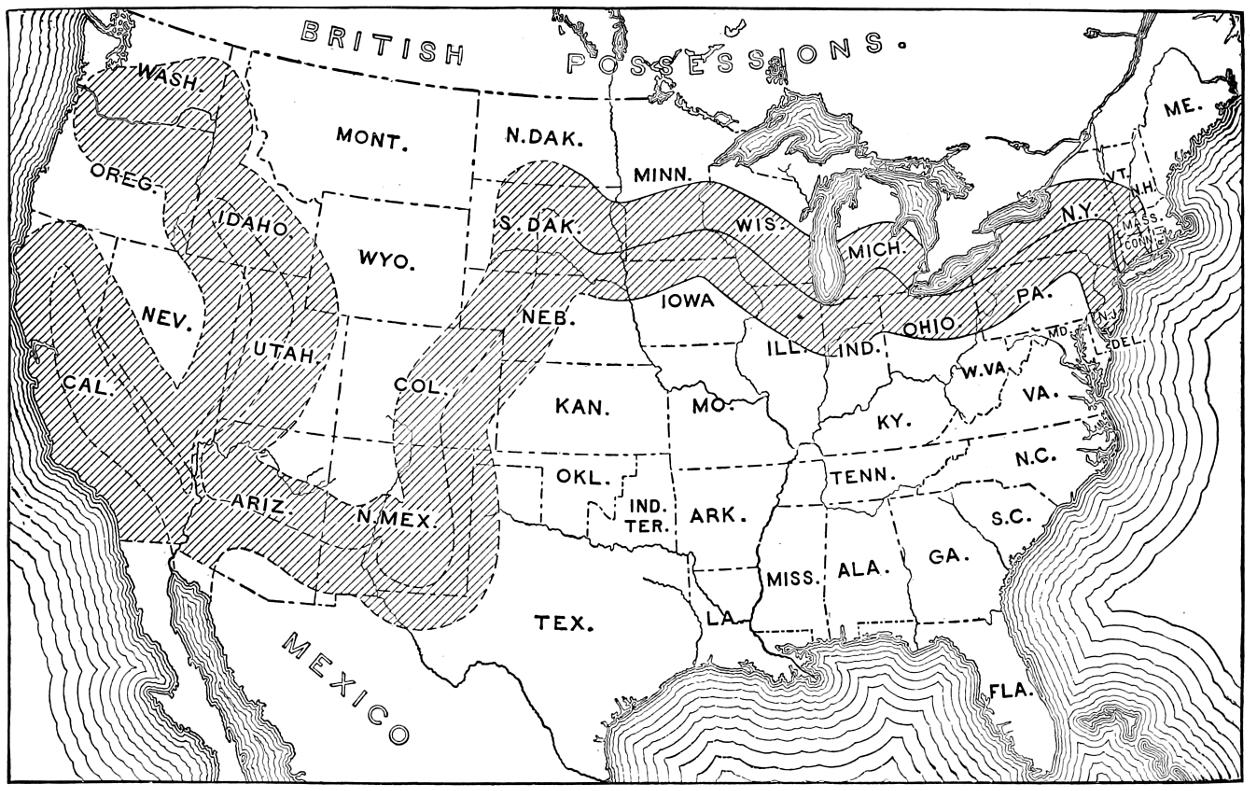 BRITISH POSSESSIONS.
WASH.
MONT.
N.DAK.
MINN.
ME.
OREG.
IDAHO
WYO.
S. DAK.
WIS.
MICH.
N.Y.
VT.
N.H.
MASS.
CONN.
R.I.
NEV.
UTAH.
NEB.
IOWA
ILL.
IND.
OHIO.
PA.
N.J.
MD.
DEL.
CAL.
COL.
KAN.
MO.
KY.
W.VA.
VA.
ARIZ.
N.MEX.
OKL.
IND.
TER.
ARK.
TENN.
N.C.
S.C.
TEX.
LA.
MISS.
ALA.
GA.
FLA.
MEXICO